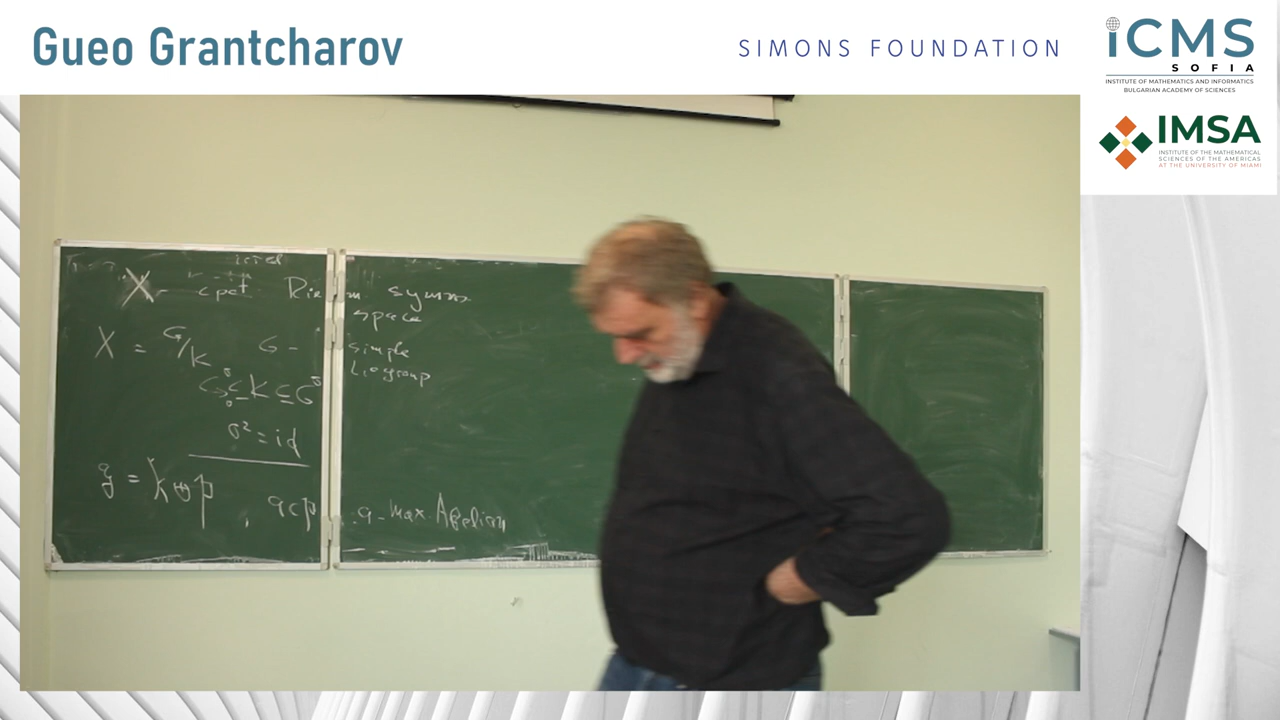 Gueo Grantcharov
SIMONS FOUNDATION
iCMS
SOFIA
INSTITUTE OF MATHEMATICS AND INFORMATICS
BULGARIAN ACADEMY OF SCIENCES
IMSA
INSTITUTE OF THE MATHEMATICAL
SCIENCES OF THE AMERICAS
AT THE UNIVERSITY OF MIAMI
X - cpct Riem. symm.
space
X = G/K G - simple
Lie group
G₀^σ ⊆ K ⊆ G^σ
σ² = id
g = k ⊕ p, a ⊂ p, a - max. Abelian